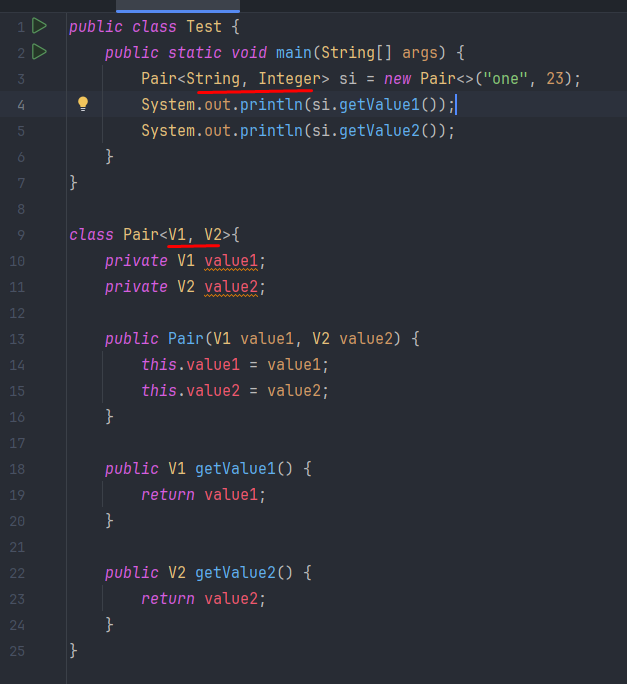 1 public class Test {
2 public static void main(String[] args) {
3 Pair<String, Integer> si = new Pair<>("one", 23);
4 System.out.println(si.getValue1());
5 System.out.println(si.getValue2());
6 }
7 }
8
9 class Pair<V1, V2>{
10 private V1 value1;
11 private V2 value2;
12
13 public Pair(V1 value1, V2 value2) {
14 this.value1 = value1;
15 this.value2 = value2;
16 }
17
18 public V1 getValue1() {
19 return value1;
20 }
21
22 public V2 getValue2() {
23 return value2;
24 }
25 }